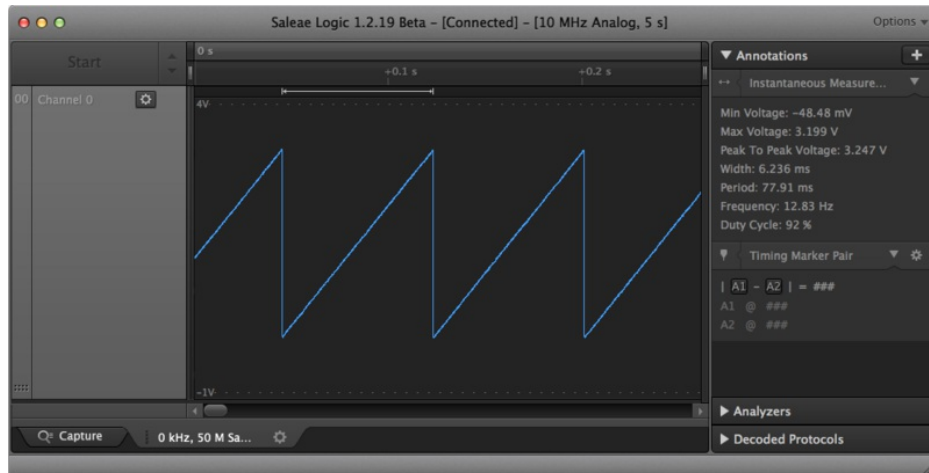 Saleae Logic 1.2.19 Beta – [Connected] – [10 MHz Analog, 5 s]
Options
Start
0 s
+0.1 s
+0.2 s
00 Channel 0
4V
-1V
Annotations
Instantaneous Measure...
Min Voltage: -48.48 mV
Max Voltage: 3.199 V
Peak To Peak Voltage: 3.247 V
Width: 6.236 ms
Period: 77.91 ms
Frequency: 12.83 Hz
Duty Cycle: 92 %
Timing Marker Pair
| A1 - A2 | = ###
A1 @ ###
A2 @ ###
Analyzers
Decoded Protocols
Capture
0 kHz, 50 M Sa...